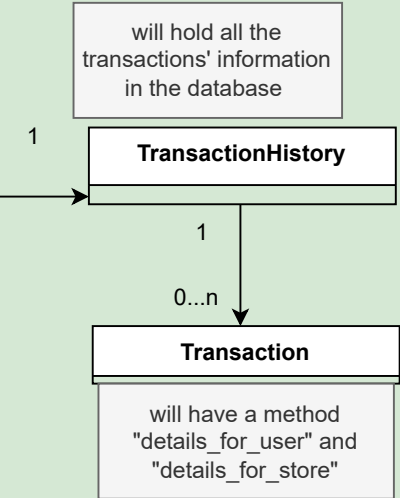 will hold all the
transactions' information
in the database
1
TransactionHistory
1
0...n
Transaction
will have a method
"details_for_user" and
"details_for_store"